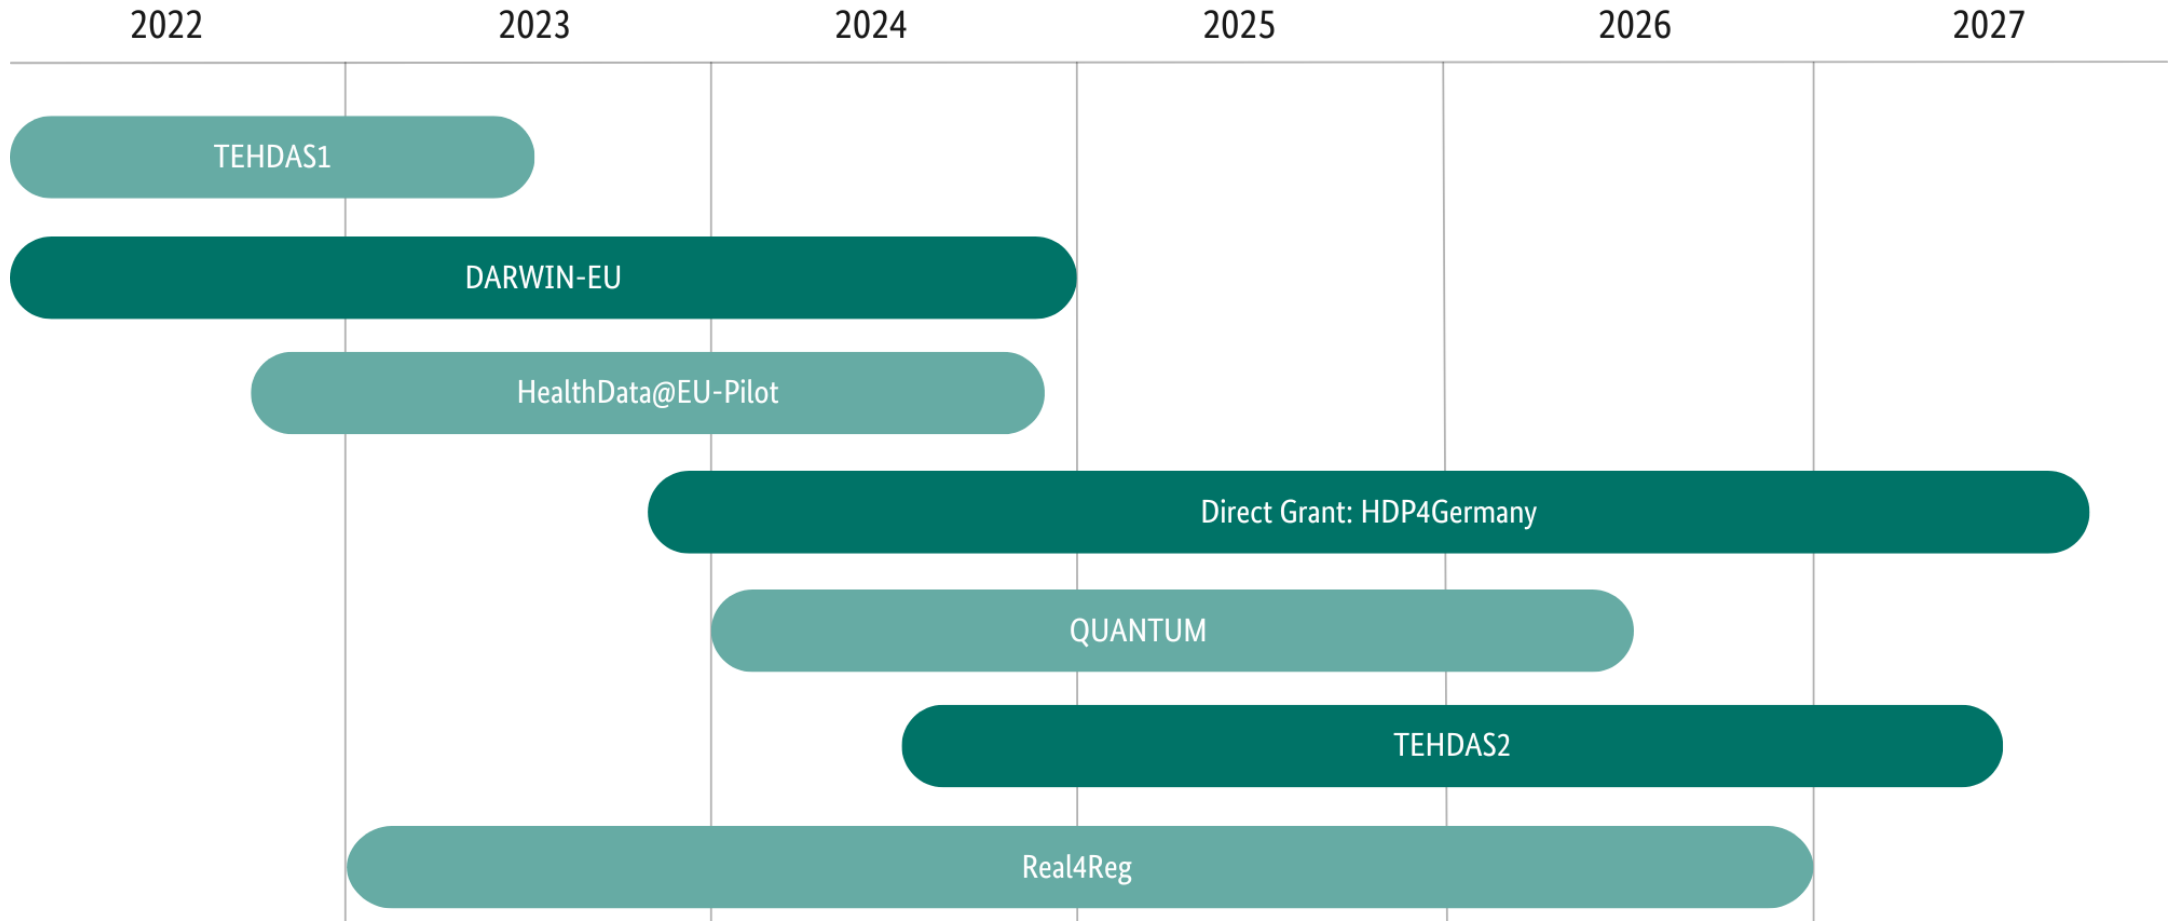 2022 2023 2024 2025 2026 2027
TEHDAS1
DARWIN-EU
HealthData@EU-Pilot
Direct Grant: HDP4Germany
QUANTUM
TEHDAS2
Real4Reg